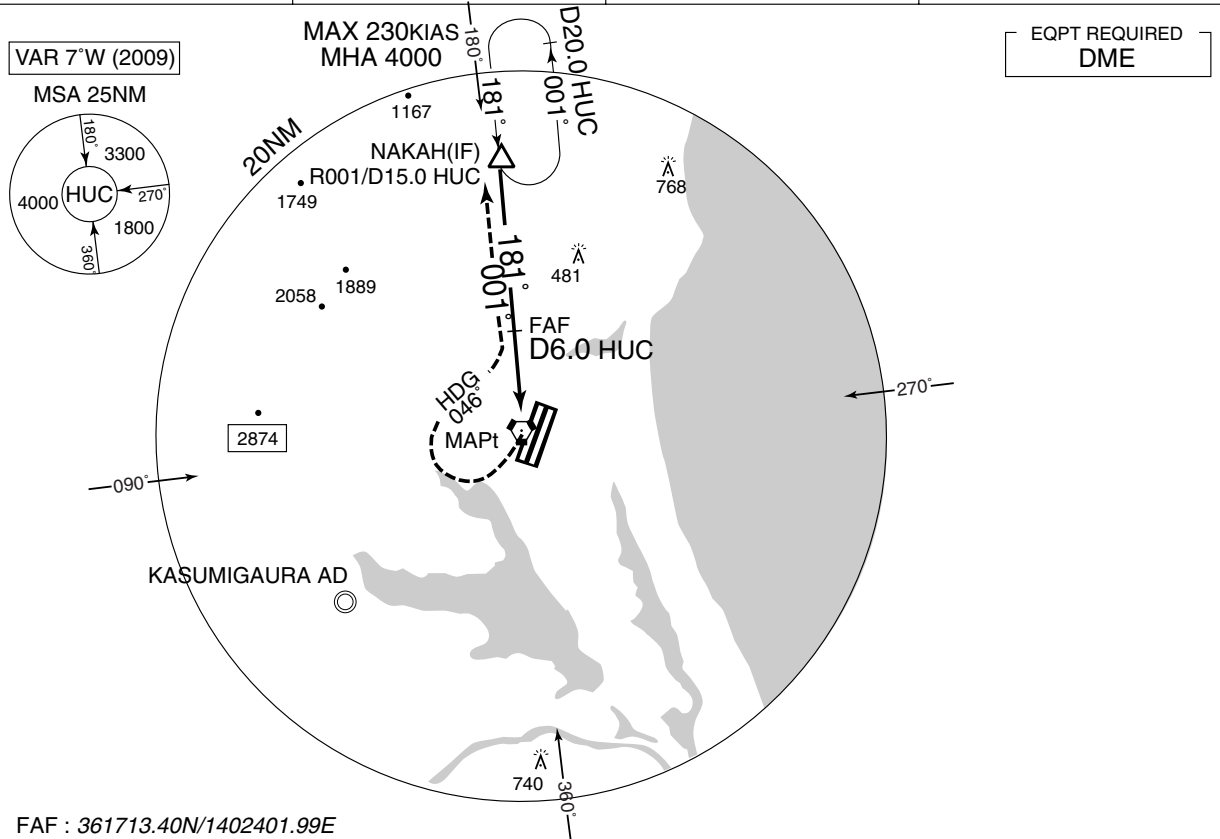 VAR 7°W (2009)
MSA 25NM
180°
3300
HUC
4000
270°
1800
360°
MAX 230KIAS
MHA 4000
180°
181°
001°
D20.0 HUC
EQPT REQUIRED
DME
20NM
1167
NAKAH(IF)
R001/D15.0 HUC
1749
768
481
181°
001°
1889
2058
FAF
D6.0 HUC
HDG
046°
MAPt
2874
270°
090°
KASUMIGAURA AD
740
360°
FAF : 361713.40N/1402401.99E